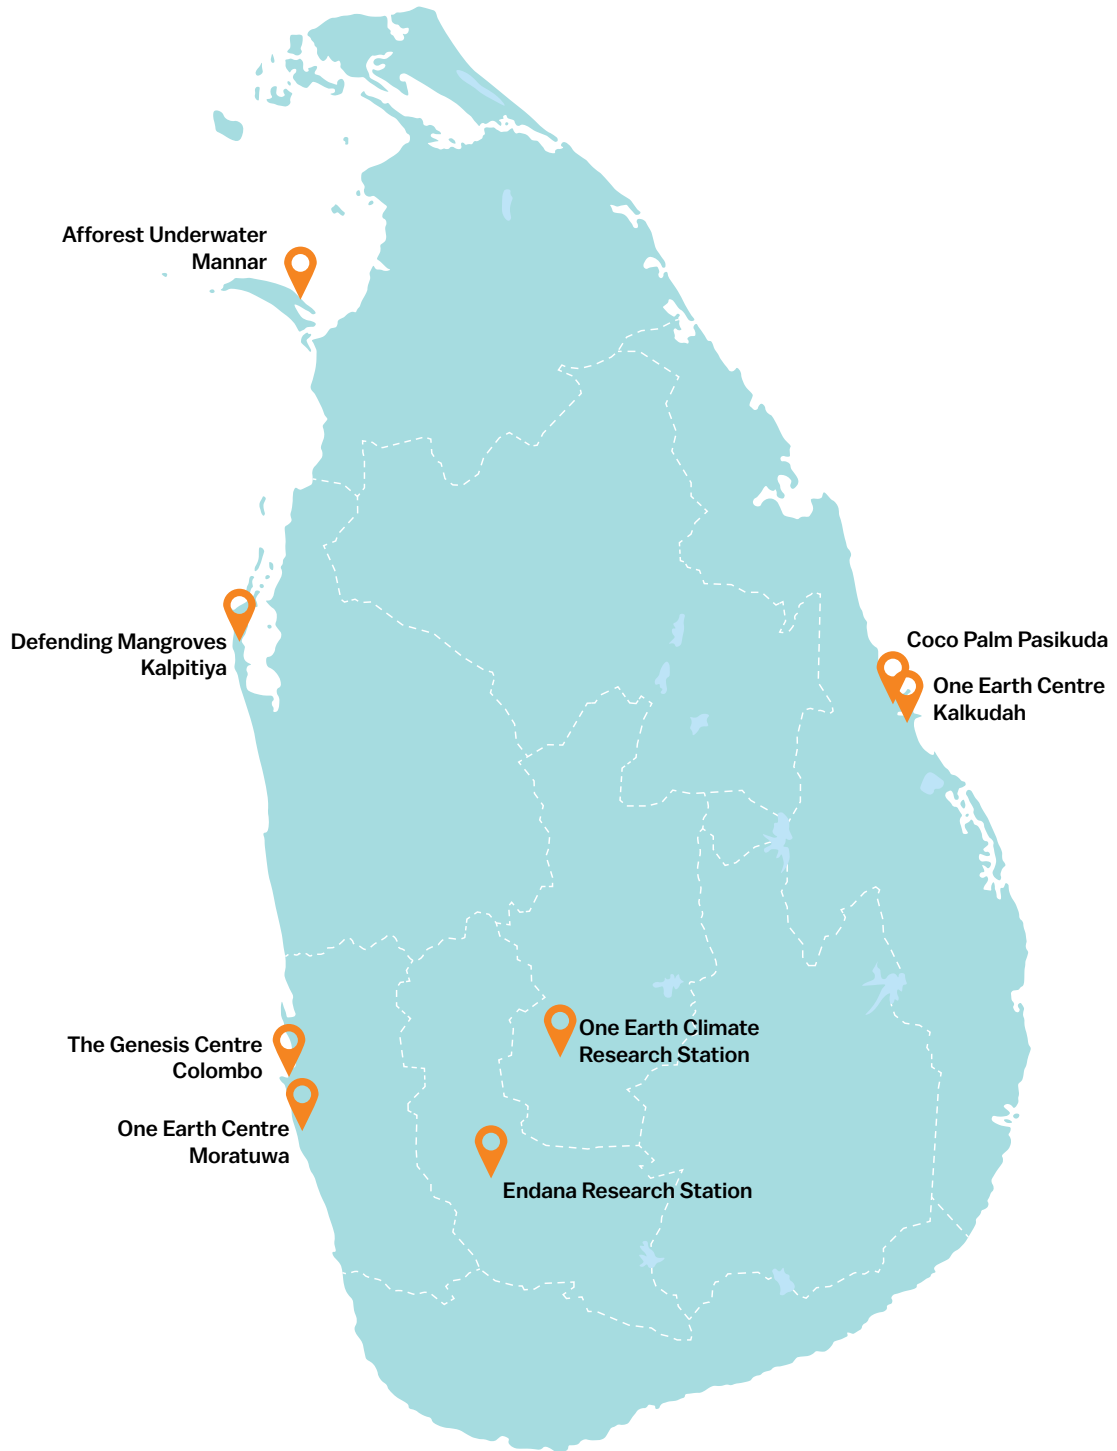 Afforest Underwater
Mannar
Defending Mangroves
Kalpitiya
Coco Palm Pasikuda
One Earth Centre
Kalkudah
One Earth Climate
Research Station
The Genesis Centre
Colombo
One Earth Centre
Moratuwa
Endana Research Station